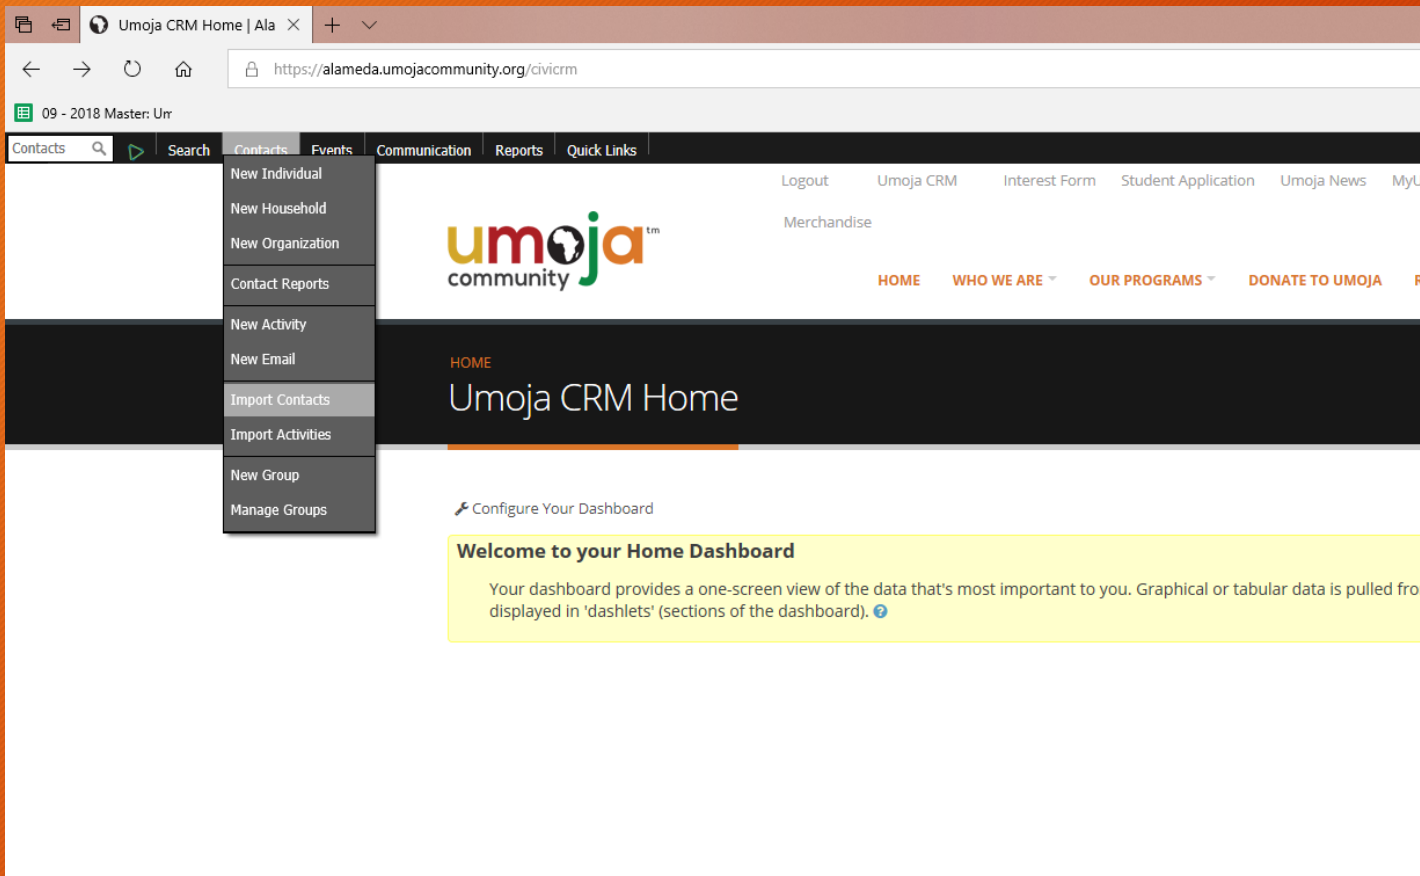 Umoja CRM Home | Ala
https://alameda.umojacommunity.org/civicrm
09 - 2018 Master: Um
Contacts Search Contacts Events Communication Reports Quick Links
New Individual
New Household
New Organization
Contact Reports
New Activity
New Email
Import Contacts
Import Activities
New Group
Manage Groups
Logout Umoja CRM Interest Form Student Application Umoja News MyU
Merchandise
umoja™
community
HOME WHO WE ARE OUR PROGRAMS DONATE TO UMOJA R
HOME
Umoja CRM Home
Configure Your Dashboard
Welcome to your Home Dashboard
Your dashboard provides a one-screen view of the data that's most important to you. Graphical or tabular data is pulled fro
displayed in 'dashlets' (sections of the dashboard).